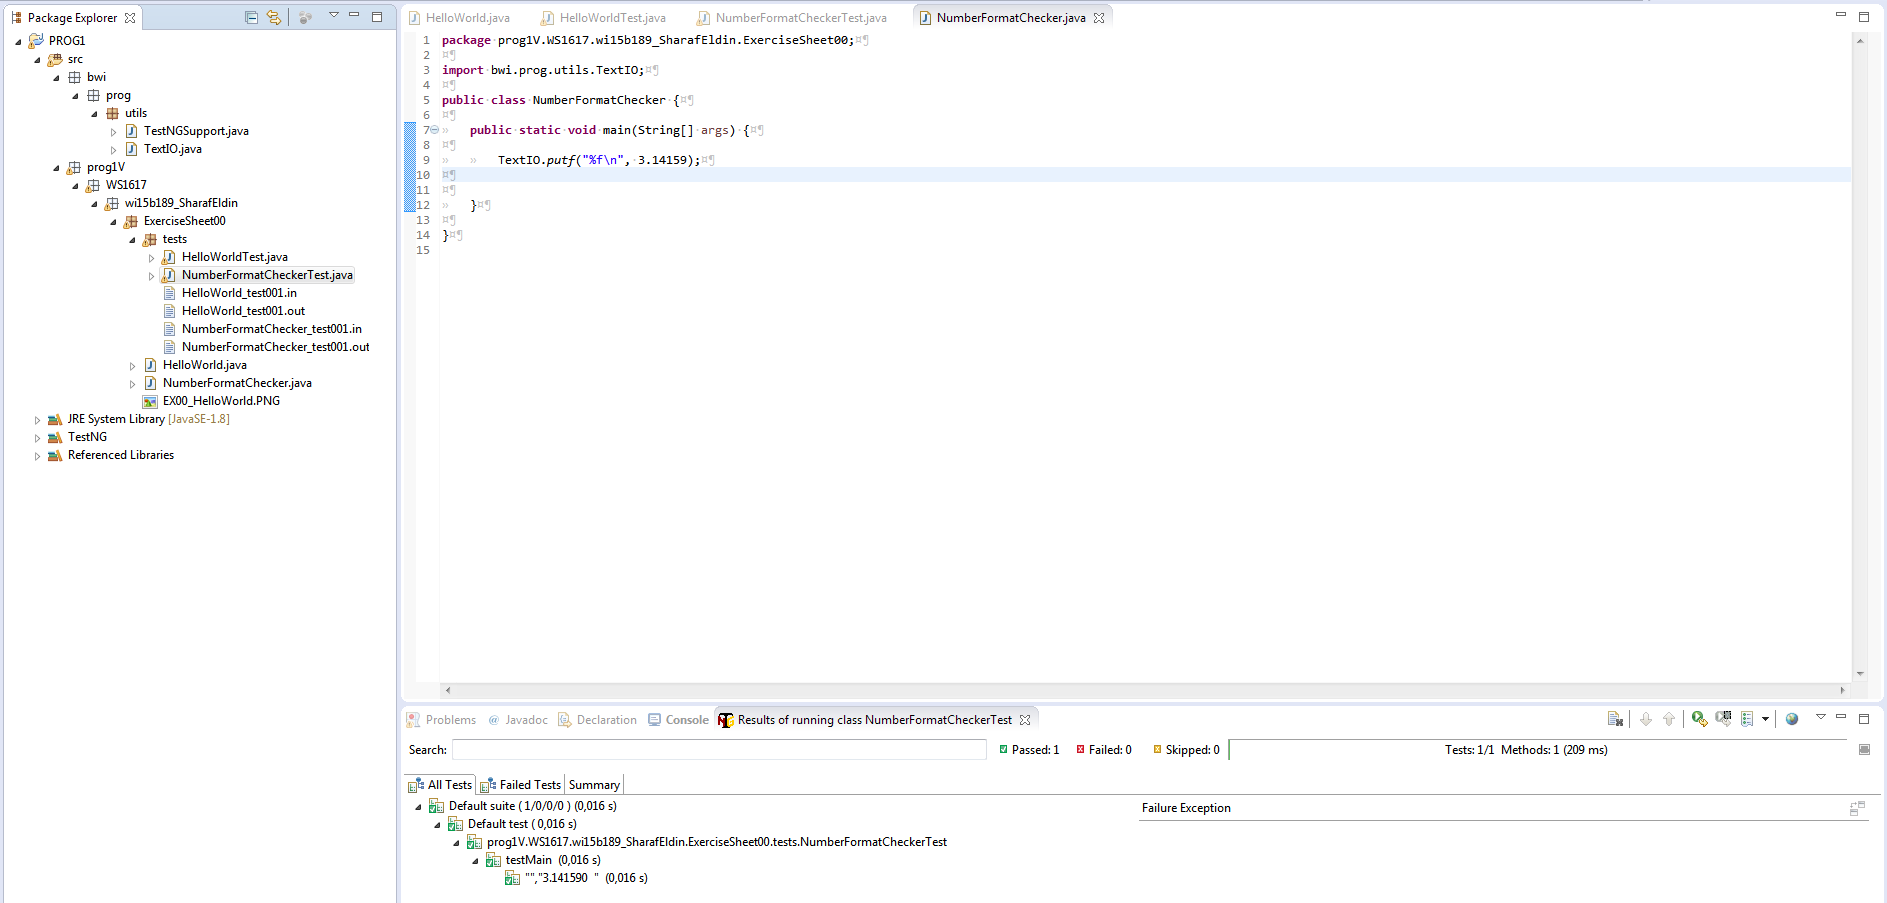 Package Explorer
PROG1
src
bwi
prog
utils
TestNGSupport.java
TextIO.java
prog1V
WS1617
wi15b189_SharafEldin
ExerciseSheet00
tests
HelloWorldTest.java
NumberFormatCheckerTest.java
HelloWorld_test001.in
HelloWorld_test001.out
NumberFormatChecker_test001.in
NumberFormatChecker_test001.out
HelloWorld.java
NumberFormatChecker.java
EX00_HelloWorld.PNG
JRE System Library [JavaSE-1.8]
TestNG
Referenced Libraries
HelloWorld.java HelloWorldTest.java NumberFormatCheckerTest.java NumberFormatChecker.java
1 package·prog1V.WS1617.wi15b189_SharafEldin.ExerciseSheet00;¤¶
2 ¤¶
3 import·bwi.prog.utils.TextIO;¤¶
4 ¤¶
5 public·class·NumberFormatChecker·{¤¶
6 ¤¶
7 » public·static·void·main(String[]·args)·{¤¶
8 ¤¶
9 » » TextIO.putf("%f\n",·3.14159);¤¶
10 ¤¶
11 ¤¶
12 » }¤¶
13 ¤¶
14 }¤¶
15
Problems @ Javadoc Declaration Console Results of running class NumberFormatCheckerTest
Search: Passed: 1 Failed: 0 Skipped: 0 Tests: 1/1 Methods: 1 (209 ms)
All Tests Failed Tests Summary
Default suite ( 1/0/0/0 ) (0,016 s)
Default test ( 0,016 s)
prog1V.WS1617.wi15b189_SharafEldin.ExerciseSheet00.tests.NumberFormatCheckerTest
testMain (0,016 s)
"","3.141590 " (0,016 s)
Failure Exception